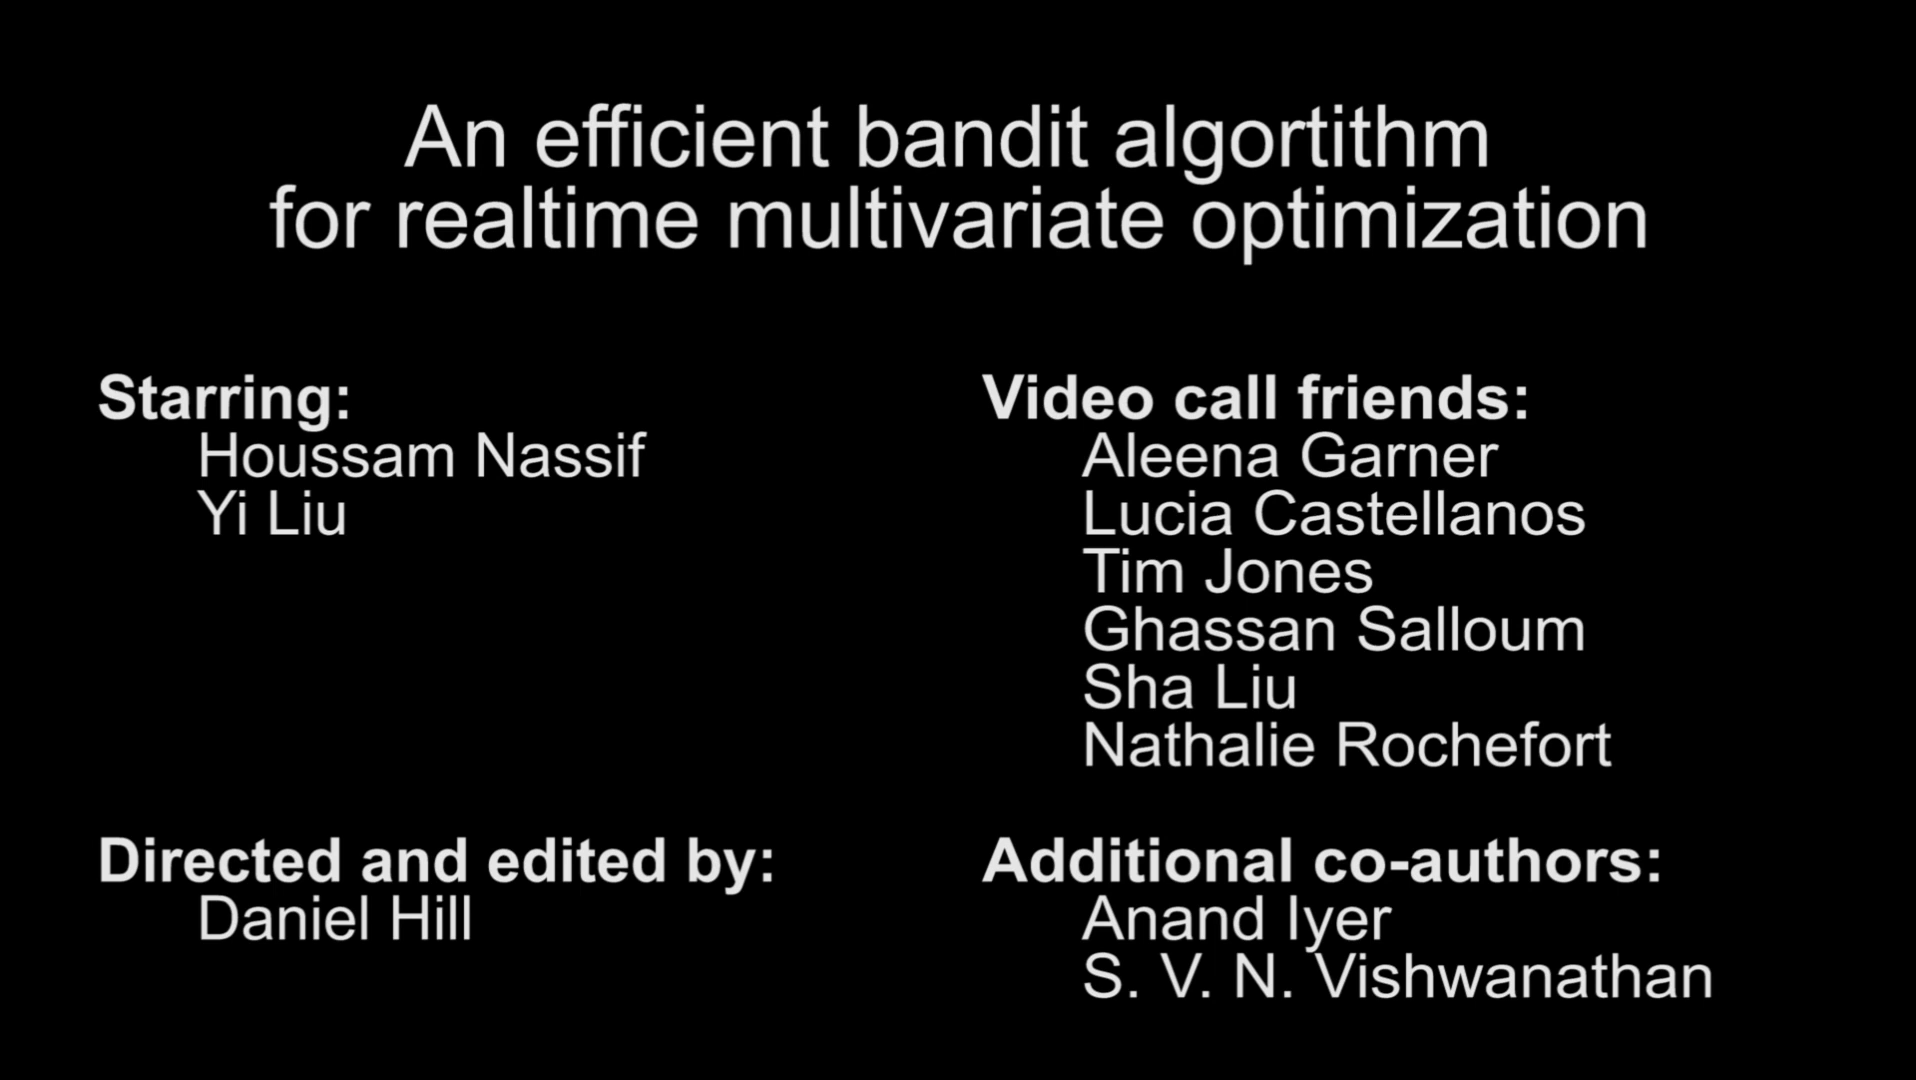 An efficient bandit algortithm
for realtime multivariate optimization
Starring:
Houssam Nassif
Yi Liu
Video call friends:
Aleena Garner
Lucia Castellanos
Tim Jones
Ghassan Salloum
Sha Liu
Nathalie Rochefort
Directed and edited by:
Daniel Hill
Additional co-authors:
Anand Iyer
S. V. N. Vishwanathan